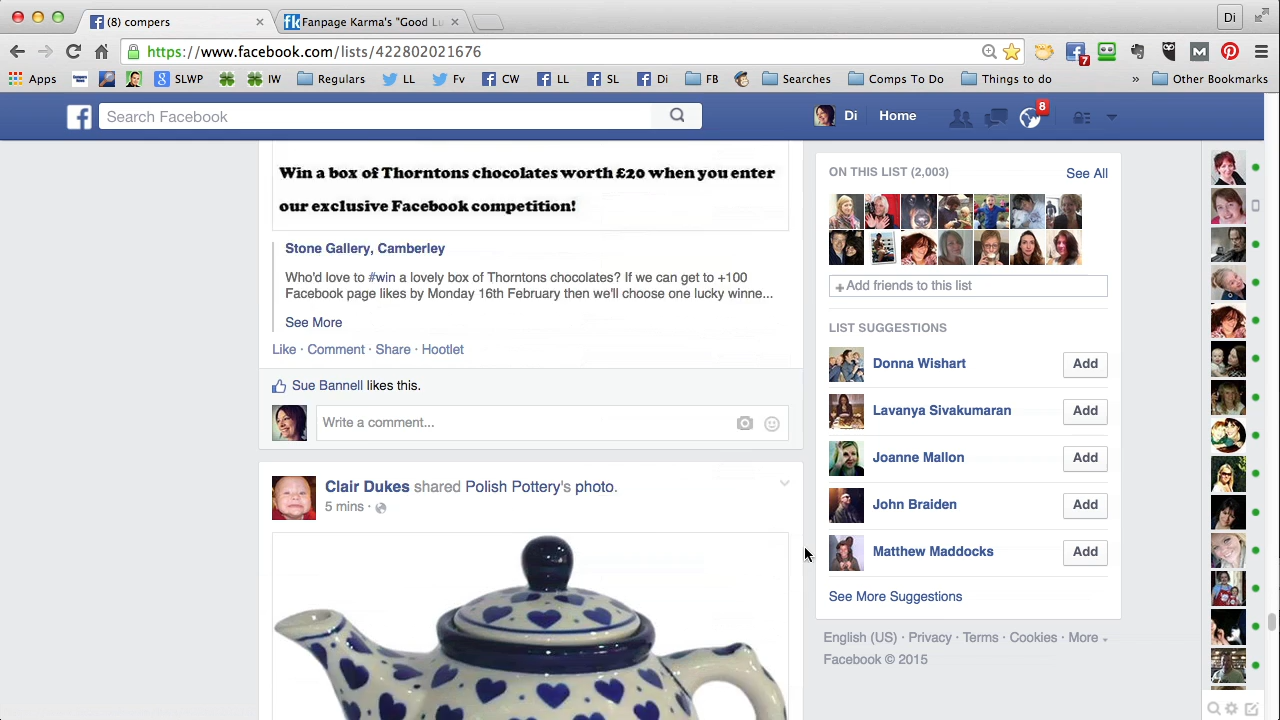 (8) compers
Fanpage Karma's "Good Lu
Di
https://www.facebook.com/lists/422802021676
7
Apps
SLWP
IW
Regulars
LL
Fv
CW
LL
SL
Di
FB
Searches
Comps To Do
Things to do
»
Other Bookmarks
Search Facebook
Di
Home
8
Win a box of Thorntons chocolates worth £20 when you enter
our exclusive Facebook competition!
Stone Gallery, Camberley
Who'd love to #win a lovely box of Thorntons chocolates? If we can get to +100
Facebook page likes by Monday 16th February then we'll choose one lucky winne...
See More
Like · Comment · Share · Hootlet
Sue Bannell likes this.
Write a comment...
Clair Dukes shared Polish Pottery's photo.
5 mins ·
ON THIS LIST (2,003)
See All
+Add friends to this list
LIST SUGGESTIONS
Donna Wishart
Add
Lavanya Sivakumaran
Add
Joanne Mallon
Add
John Braiden
Add
Matthew Maddocks
Add
See More Suggestions
English (US) · Privacy · Terms · Cookies · More
Facebook © 2015